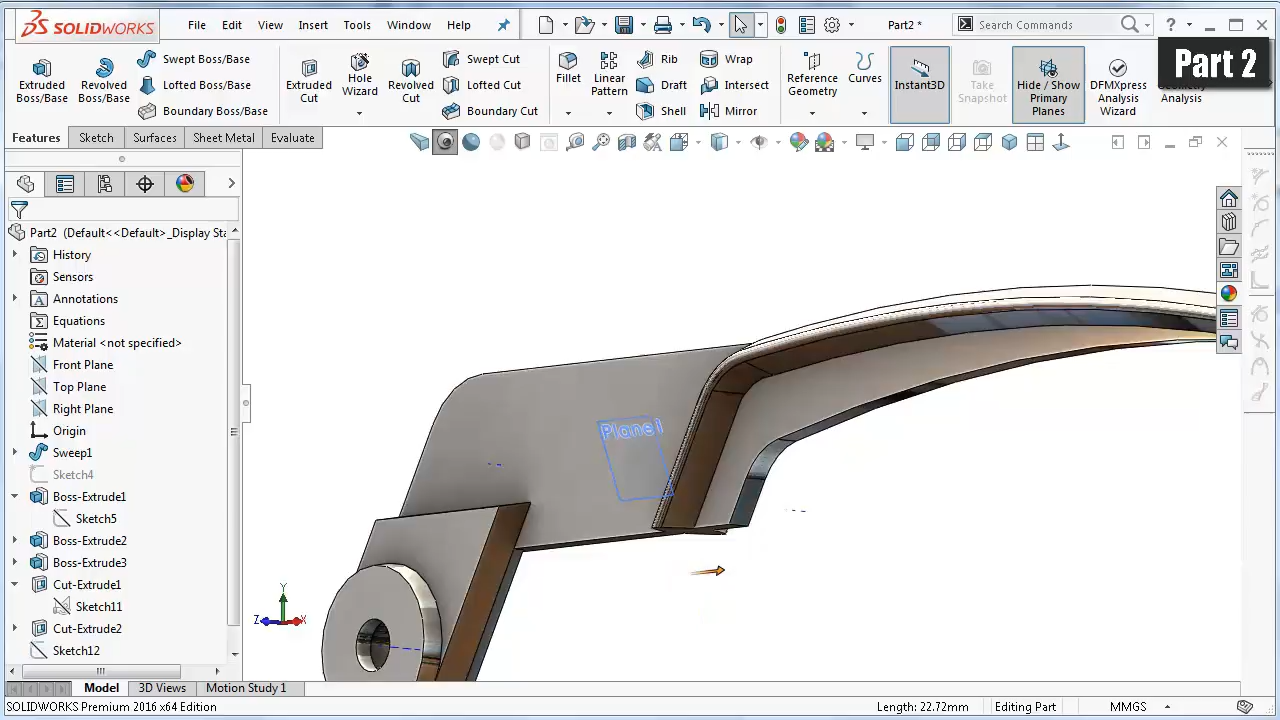 SOLIDWORKS File Edit View Insert Tools Window Help Part2 * Search Commands ?
Part 2
Extruded Boss/Base
Revolved Boss/Base
Swept Boss/Base
Lofted Boss/Base
Boundary Boss/Base
Extruded Cut
Hole Wizard
Revolved Cut
Swept Cut
Lofted Cut
Boundary Cut
Fillet
Linear Pattern
Rib
Draft
Shell
Wrap
Intersect
Mirror
Reference Geometry
Curves
Instant3D
Take Snapshot
Hide / Show Primary Planes
DFMXpress Analysis Wizard
Geometry Analysis
Features Sketch Surfaces Sheet Metal Evaluate
Part2 (Default<<Default>_Display Sta
History
Sensors
Annotations
Equations
Material <not specified>
Front Plane
Top Plane
Right Plane
Origin
Sweep1
Sketch4
Boss-Extrude1
Sketch5
Boss-Extrude2
Boss-Extrude3
Cut-Extrude1
Sketch11
Cut-Extrude2
Sketch12
Plane1
Y
Z X
Model 3D Views Motion Study 1
SOLIDWORKS Premium 2016 x64 Edition Length: 22.72mm Editing Part MMGS